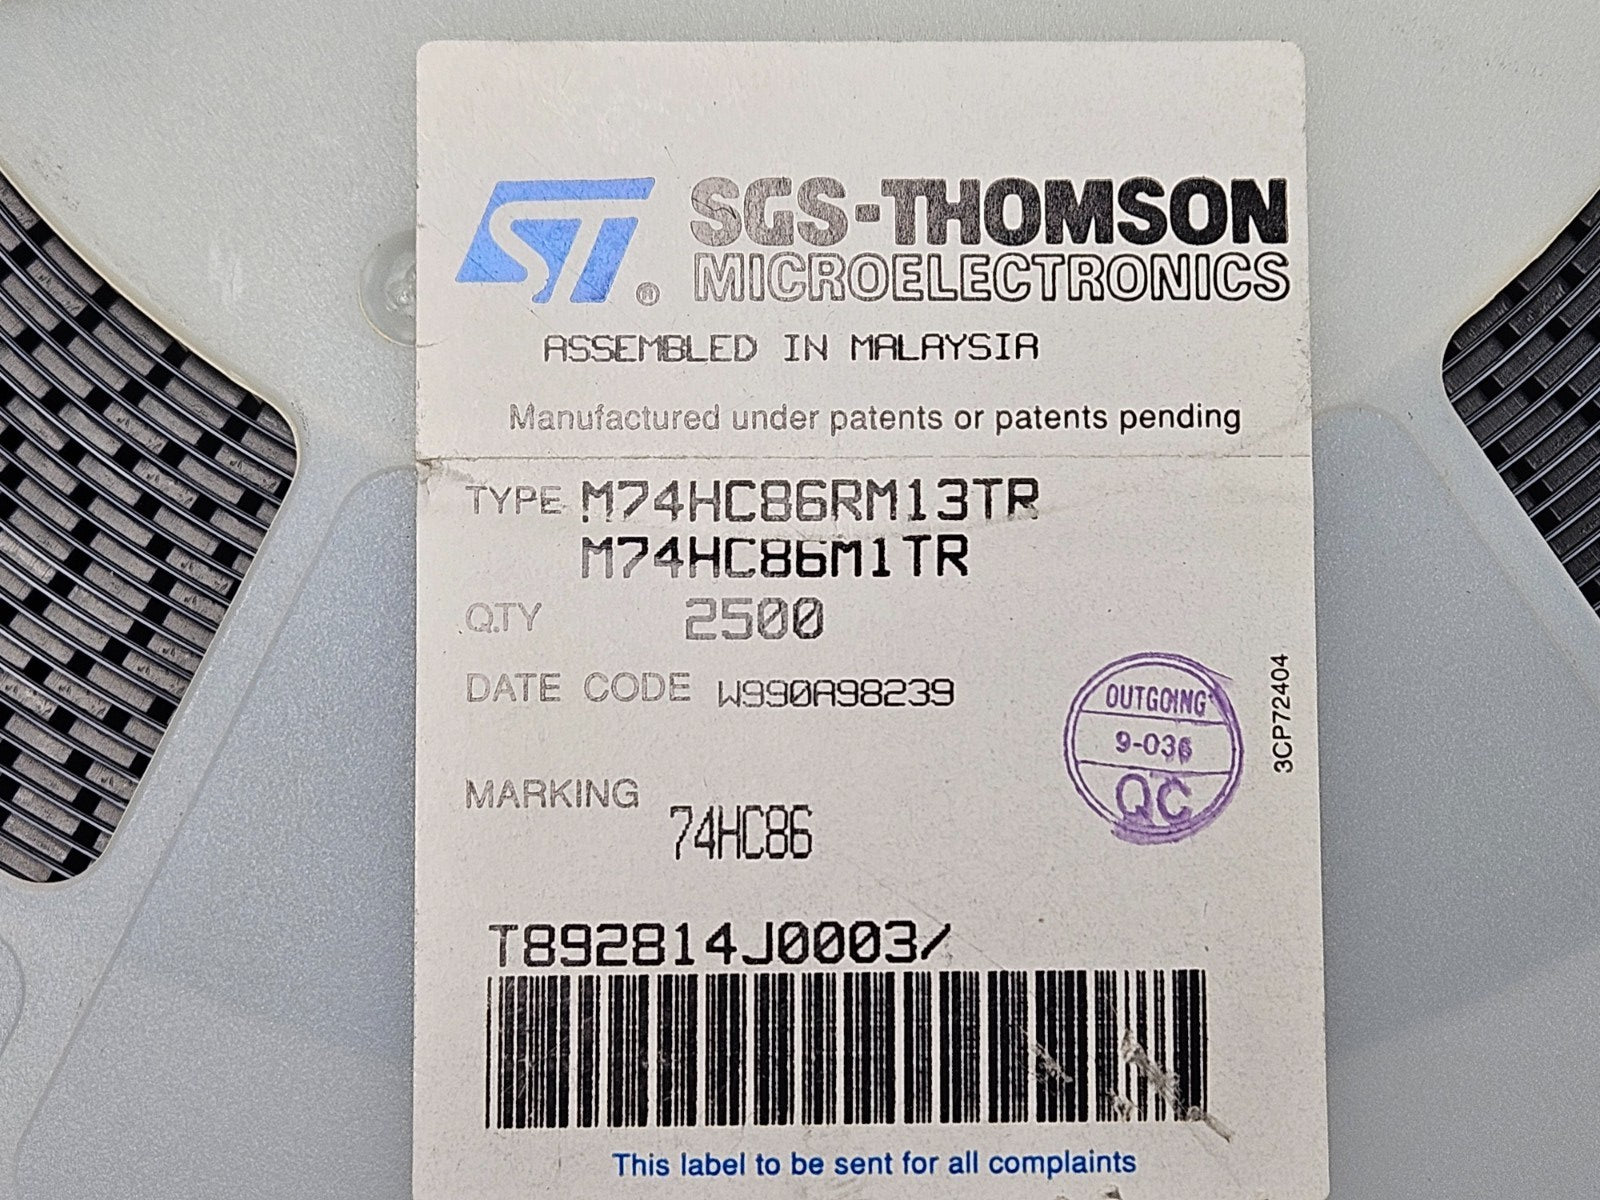 ST®
SGS-THOMSON
MICROELECTRONICS
ASSEMBLED IN MALAYSIA
Manufactured under patents or patents pending
TYPE M74HC86RM13TR
M74HC86M1TR
Q.TY 2500
DATE CODE W990A98239
MARKING
74HC86
OUTGOING
9-036
QC
3CP72404
T892814J0003/
This label to be sent for all complaints